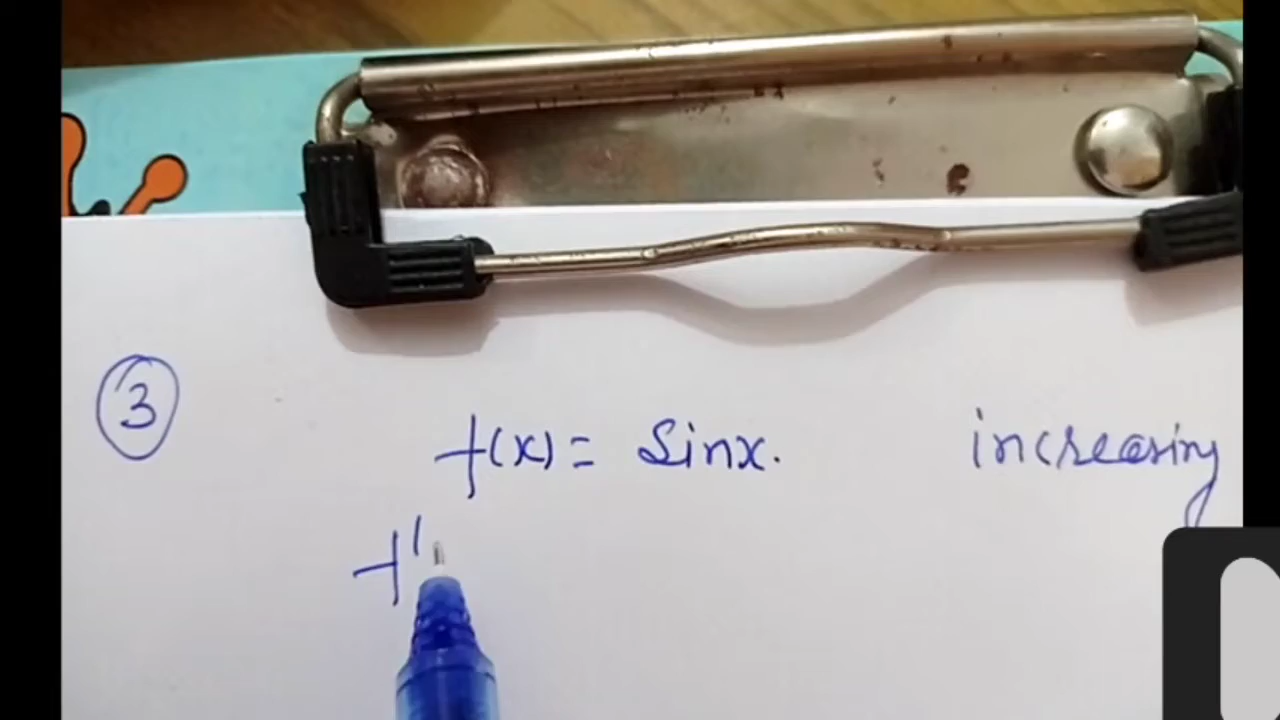 ③ f(x) = Sinx. increasing
f'